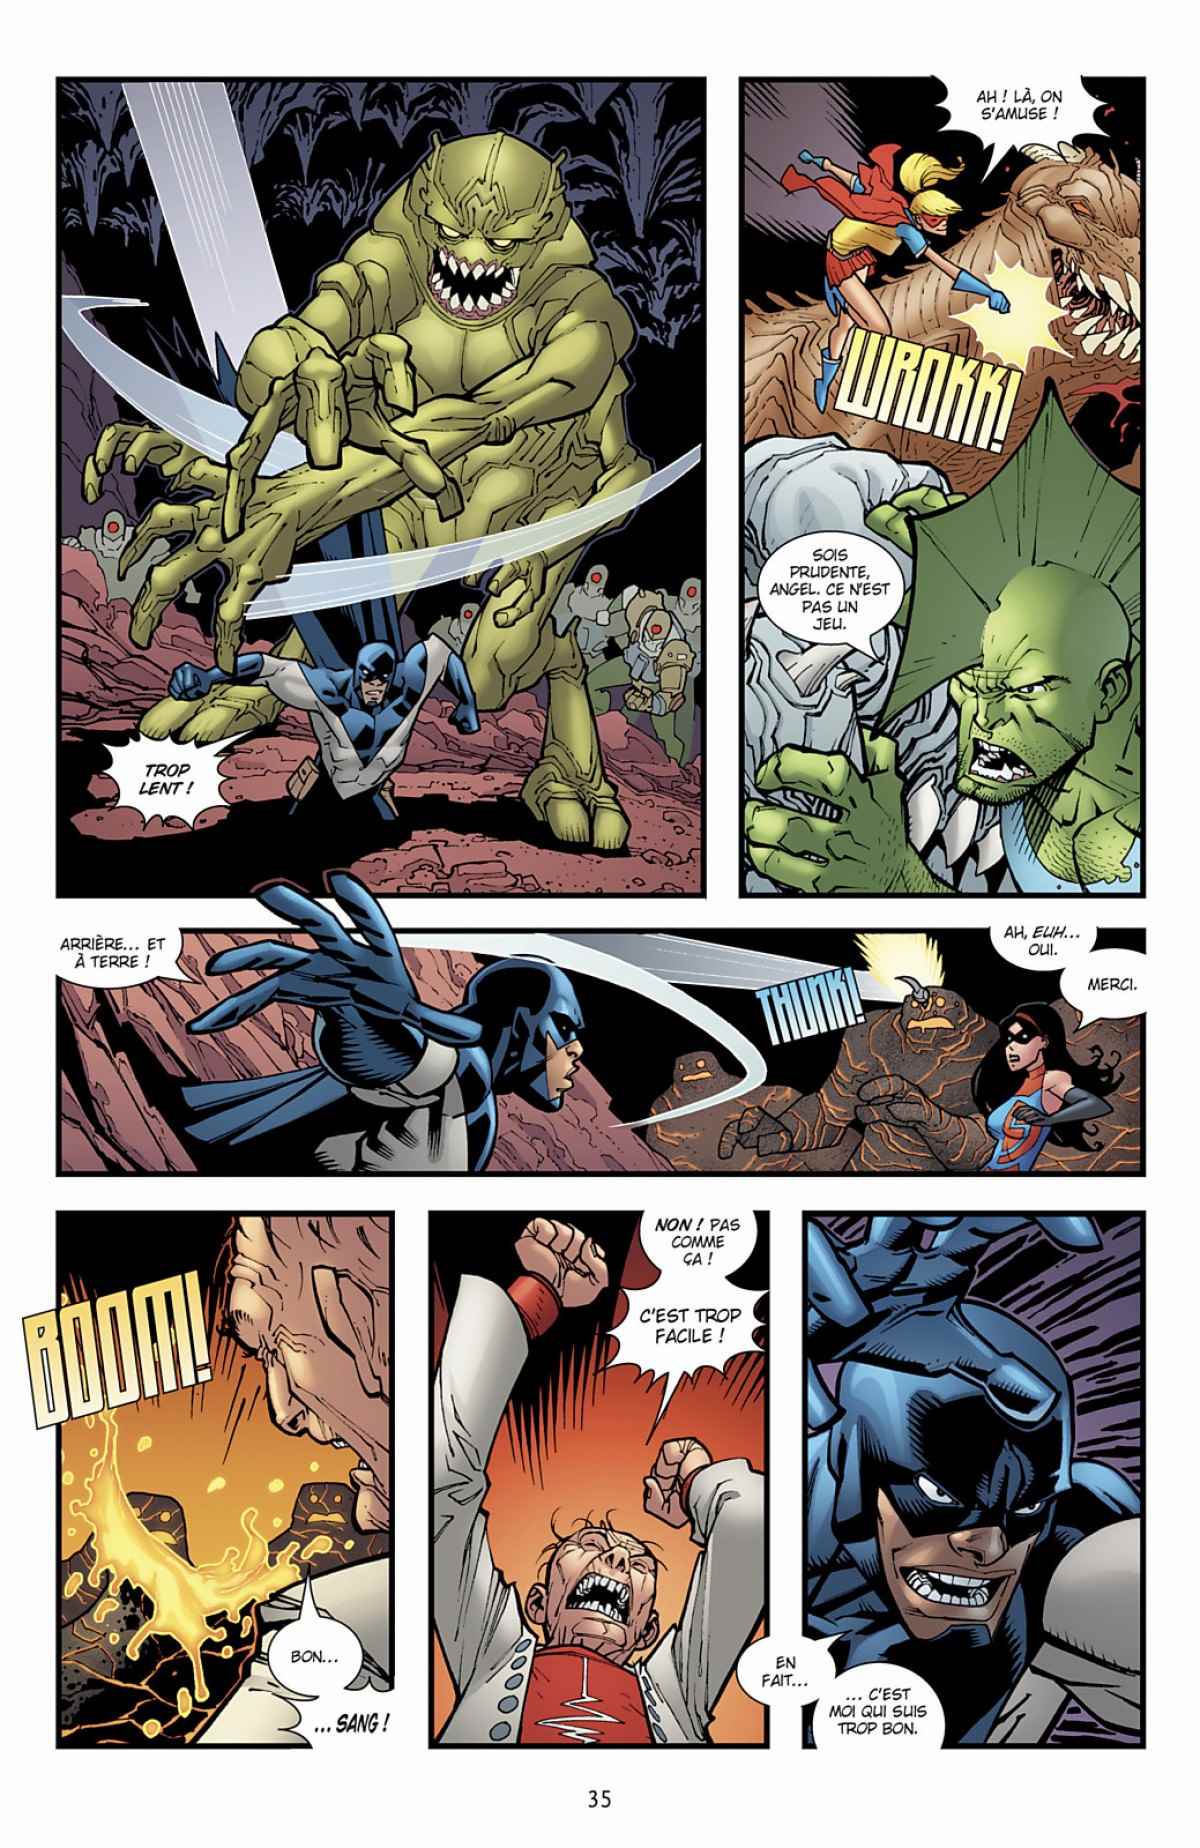 TROP
LENT !
AH ! LÀ, ON
S'AMUSE !
WROKK!
SOIS
PRUDENTE,
ANGEL. CE N'EST
PAS UN
JEU.
ARRIÈRE... ET
À TERRE !
THUNK!
AH, EUH...
OUI.
MERCI.
BOOM!
BON...
... SANG !
NON ! PAS
COMME
ÇA !
C'EST TROP
FACILE !
EN
FAIT...
... C'EST
MOI QUI SUIS
TROP BON.
35